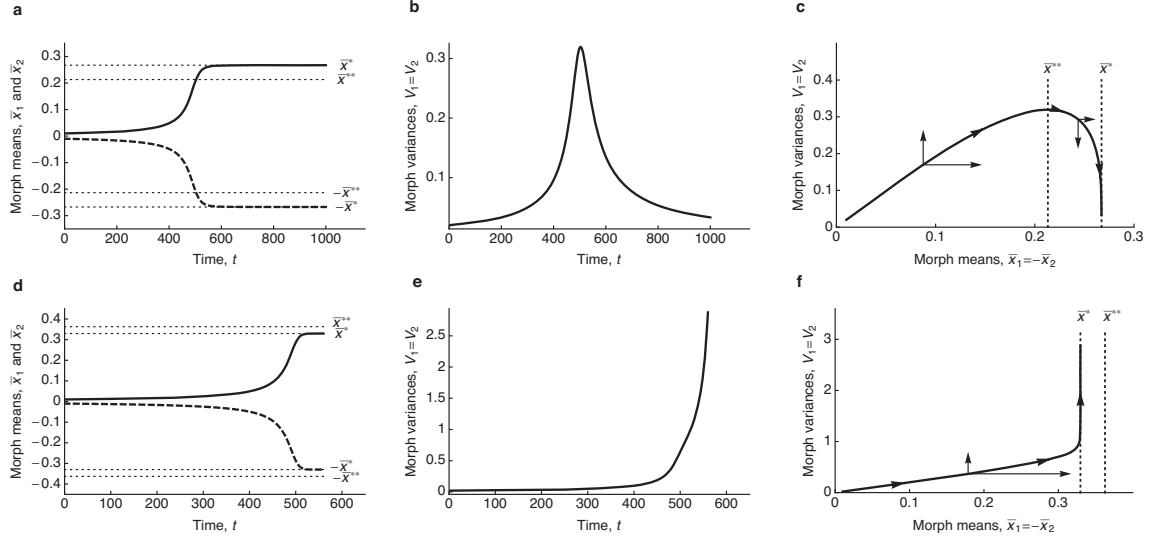 a
Morph means, x̅₁ and x̅₂
0.3
0.2
0.1
0
−0.1
−0.2
−0.3
x̅*
x̅**
−x̅**
−x̅*
0
200
400
600
800
1000
Time, t
b
Morph variances, V₁=V₂
0.3
0.2
0.1
0
200
400
600
800
1000
Time, t
c
Morph variances, V₁=V₂
0.4
0.3
0.2
0.1
0
x̅**
x̅*
0.1
0.2
0.3
Morph means, x̅₁=−x̅₂
d
Morph means, x̅₁ and x̅₂
0.4
0.3
0.2
0.1
0
−0.1
−0.2
−0.3
−0.4
x̅**
x̅*
−x̅*
−x̅**
0
100
200
300
400
500
600
Time, t
e
Morph variances, V₁=V₂
2.5
2
1.5
1
0.5
0
0
100
200
300
400
500
600
Time, t
f
Morph variances, V₁=V₂
3
2
1
0
x̅*
x̅**
0
0.1
0.2
0.3
Morph means, x̅₁=−x̅₂